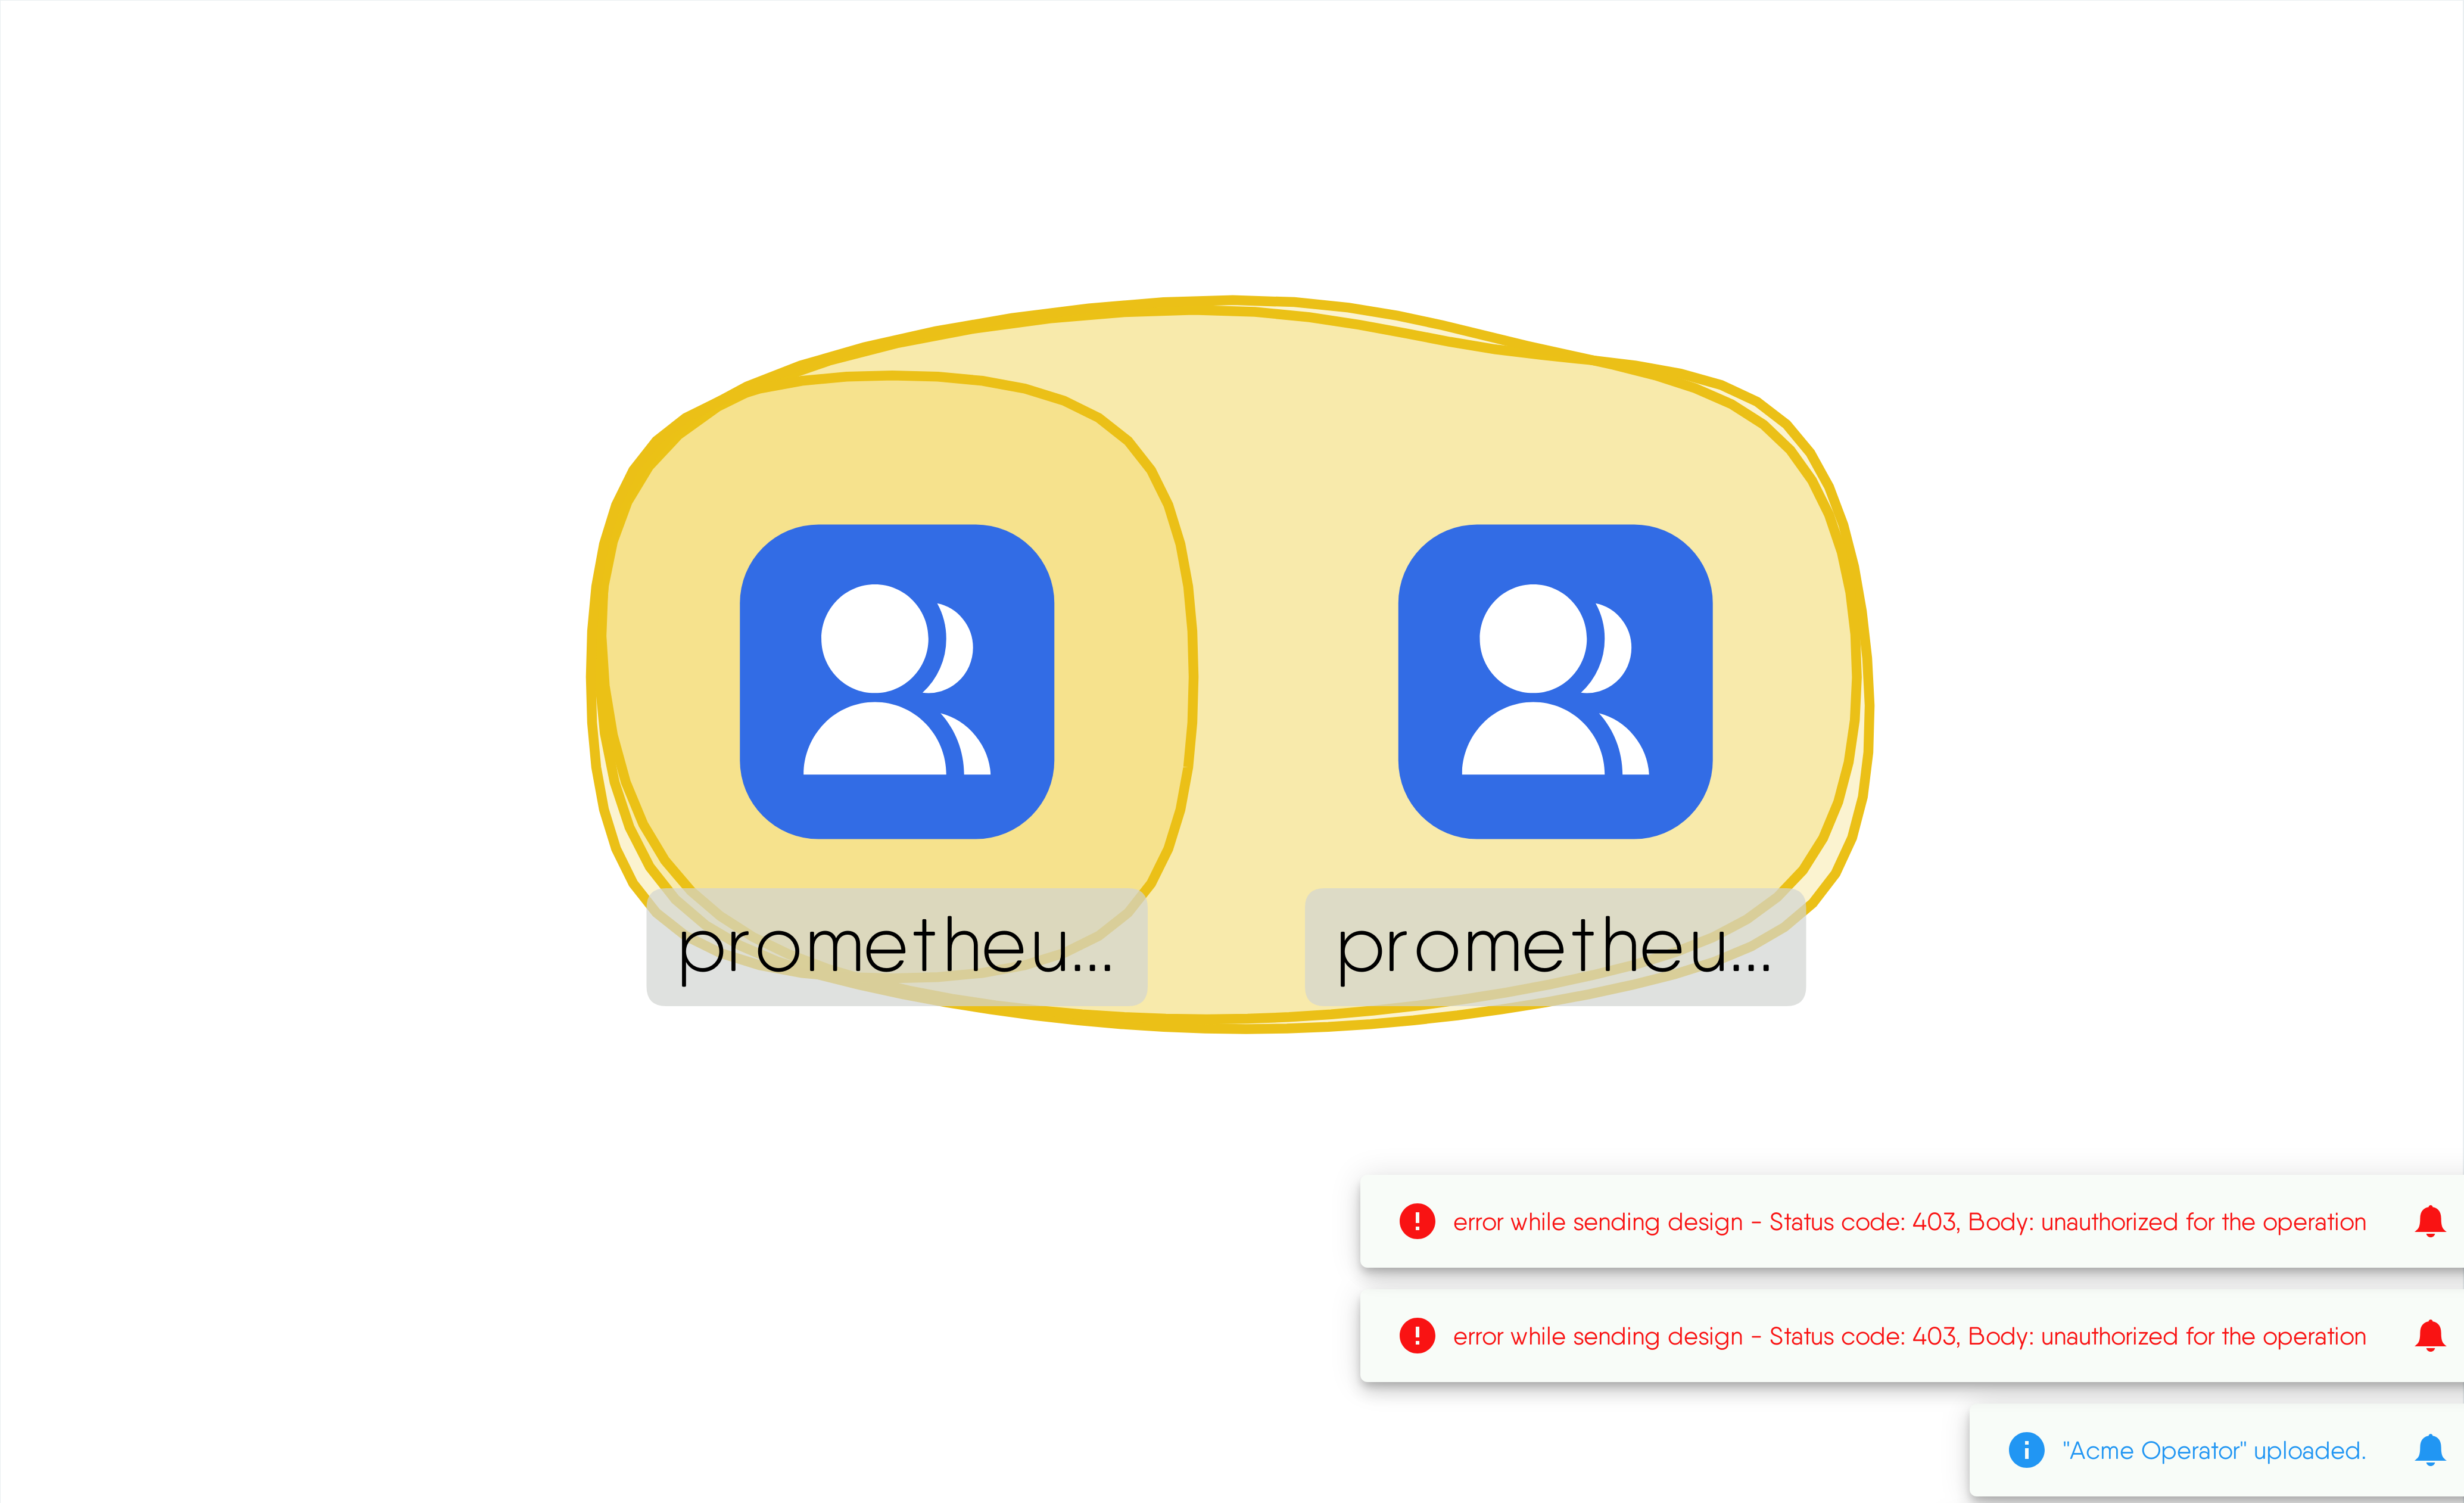 prometheu...
prometheu...
error while sending design - Status code: 403, Body: unauthorized for the operation
error while sending design - Status code: 403, Body: unauthorized for the operation
"Acme Operator" uploaded.